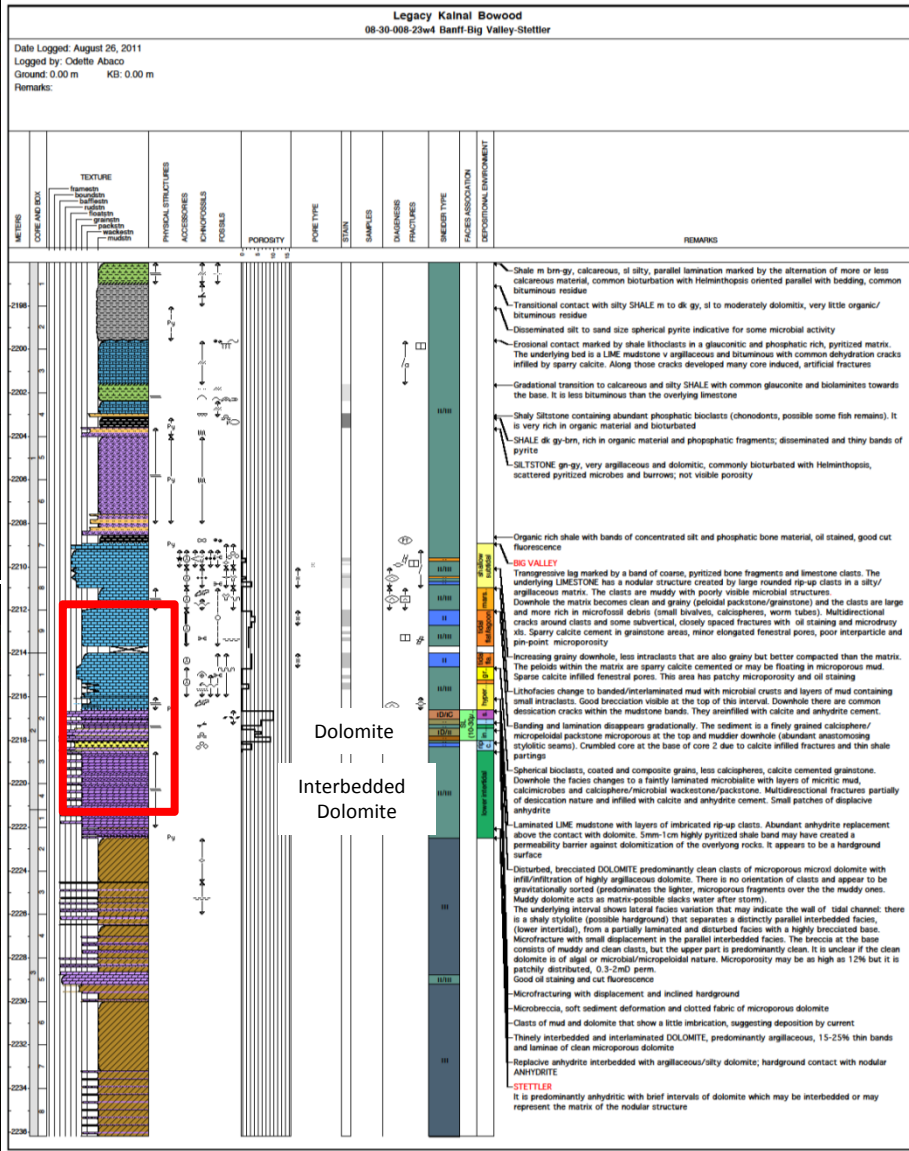 Legacy Kainai Bowood
08-30-008-23w4 Banff-Big Valley-Stettler
Date Logged: August 26, 2011
Logged by: Odette Abaco
Ground: 0.00 m KB: 0.00 m
Remarks:
METERS
CORE AND BOX
TEXTURE
framestn
boundstn
bafflestn
rudstn
floatstn
grainstn
packstn
wackestn
mudstn
PHYSICAL STRUCTURES
ACCESSORIES
ICHNOFOSSILS
FOSSILS
POROSITY
0 5 10 15
PORE TYPE
STAIN
SAMPLES
DIAGENESIS
FRACTURES
SNEIDER TYPE
FACIES ASSOCIATION
DEPOSITIONAL ENVIRONMENT
REMARKS
-2198
-2200
-2202
-2204
-2206
-2208
-2210
-2212
-2214
-2216
-2218
-2220
-2222
-2224
-2226
-2228
-2230
-2232
-2234
-2236
Dolomite
Interbedded
Dolomite
II/III
II/III
II/III
II
II/III
II
II/III
II/III
III
II/III
III
shallow
subtidal
mars.
tidal
flat/lagoon
hyper.
lower intertidal
Shale m brn-gy, calcareous, sl silty, parallel lamination marked by the alternation of more or less
calcareous material, common bioturbation with Helminthopsis oriented parallel with bedding, common
bituminous residue
Transitional contact with silty SHALE m to dk gy, sl to moderately dolomitix, very little organic/
bituminous residue
Disseminated silt to sand size spherical pyrite indicative for some microbial activity
Erosional contact marked by shale lithoclasts in a glauconitic and phosphatic rich, pyritized matrix.
The underlying bed is a LIME mudstone v argillaceous and bituminous with common dehydration cracks
infilled by sparry calcite. Along those cracks developed many core induced, artificial fractures
Gradational transition to calcareous and silty SHALE with common glauconite and biolaminites towards
the base. It is less bituminous than the overlying limestone
Shaly Siltstone containing abundant phosphatic bioclasts (chonodonts, possible some fish remains). It
is very rich in organic material and bioturbated
SHALE dk gy-brn, rich in organic material and phopsphatic fragments; disseminated and thiny bands of
pyrite
SILTSTONE gn-gy, very argillaceous and dolomitic, commonly bioturbated with Helminthopsis,
scattered pyritized microbes and burrows; not visible porosity
Organic rich shale with bands of concentrated silt and phosphatic bone material, oil stained, good cut
fluorescence
BIG VALLEY
Transgressive lag marked by a band of coarse, pyritized bone fragments and limestone clasts. The
underlying LIMESTONE has a nodular structure created by large rounded rip-up clasts in a silty/
argillaceous matrix. The clasts are muddy with poorly visible microbial structures.
Downhole the matrix becomes clean and grainy (peloidal packstone/grainstone) and the clasts are large
and more rich in microfossil debris (small bivalves, calcispheres, worm tubes). Multidirectional
cracks around clasts and some subvertical, closely spaced fractures with oil staining and microdrusy
xls. Sparry calcite cement in grainstone areas, minor elongated fenestral pores, poor interparticle and
pin-point microporosity
Increasing grainy downhole, less intraclasts that are also grainy but better compacted than the matrix.
The peloids within the matrix are sparry calcite cemented or may be floating in microporous mud.
Sparse calcite infilled fenestral pores. This area has patchy microporosity and oil staining
Lithofacies change to banded/interlaminated mud with microbial crusts and layers of mud containing
small intraclasts. Good brecciation visible at the top of this interval. Downhole there are common
dessication cracks within the mudstone bands. They areinfilled with calcite and anhydrite cement.
Banding and lamination disappears gradationally. The sediment is a finely grained calcisphere/
micropeloidal packstone microporous at the top and muddier downhole (abundant anastomosing
stylolitic seams). Crumbled core at the base of core 2 due to calcite infilled fractures and thin shale
partings
Spherical bioclasts, coated and composite grains, less calcispheres, calcite cemented grainstone.
Downhole the facies changes to a faintly laminated microbialite with layers of micritic mud,
calcimicrobes and calcisphere/microbial wackestone/packstone. Multidiresctional fractures partially
of desiccation nature and infilled with calcite and anhydrite cement. Small patches of displacive
anhydrite
Laminated LIME mudstone with layers of imbricated rip-up clasts. Abundant anhydrite replacement
above the contact with dolomite. 5mm-1cm highly pyritized shale band may have created a
permeability barrier against dolomitization of the overlyong rocks. It appears to be a hardground
surface
Disturbed, brecciated DOLOMITE predominantly clean clasts of microporous microxl dolomite with
infill/infiltration of highly argillaceous dolomite. There is no orientation of clasts and appear to be
gravitationally sorted (predominates the lighter, microporous fragments over the the muddy ones.
Muddy dolomite acts as matrix-possible slacks water after storm).
The underlying interval shows lateral facies variation that may indicate the wall of tidal channel: there
is a shaly stylolite (possible hardground) that separates a distinctly parallel interbedded facies,
(lower intertidal), from a partially laminated and disturbed facies with a highly brecciated base.
Microfracture with small displacement in the parallel interbedded facies. The breccia at the base
consists of muddy and clean clasts, but the upper part is predominantly clean. It is unclear if the clean
dolomite is of algal or microbial/micropeloidal nature. Microporosity may be as high as 12% but it is
patchily distributed, 0.3-2mD perm.
Good oil staining and cut fluorescence
Microfracturing with displacement and inclined hardground
Microbreccia, soft sediment deformation and clotted fabric of microporous dolomite
Clasts of mud and dolomite that show a little imbrication, suggesting deposition by current
Thinely interbedded and interlaminated DOLOMITE, predominantly argillaceous, 15-25% thin bands
and laminae of clean microporous dolomite
Replacive anhydrite interbedded with argillaceous/silty dolomite; hardground contact with nodular
ANHYDRITE
STETTLER
It is predominantly anhydritic with brief intervals of dolomite which may be interbedded or may
represent the matrix of the nodular structure